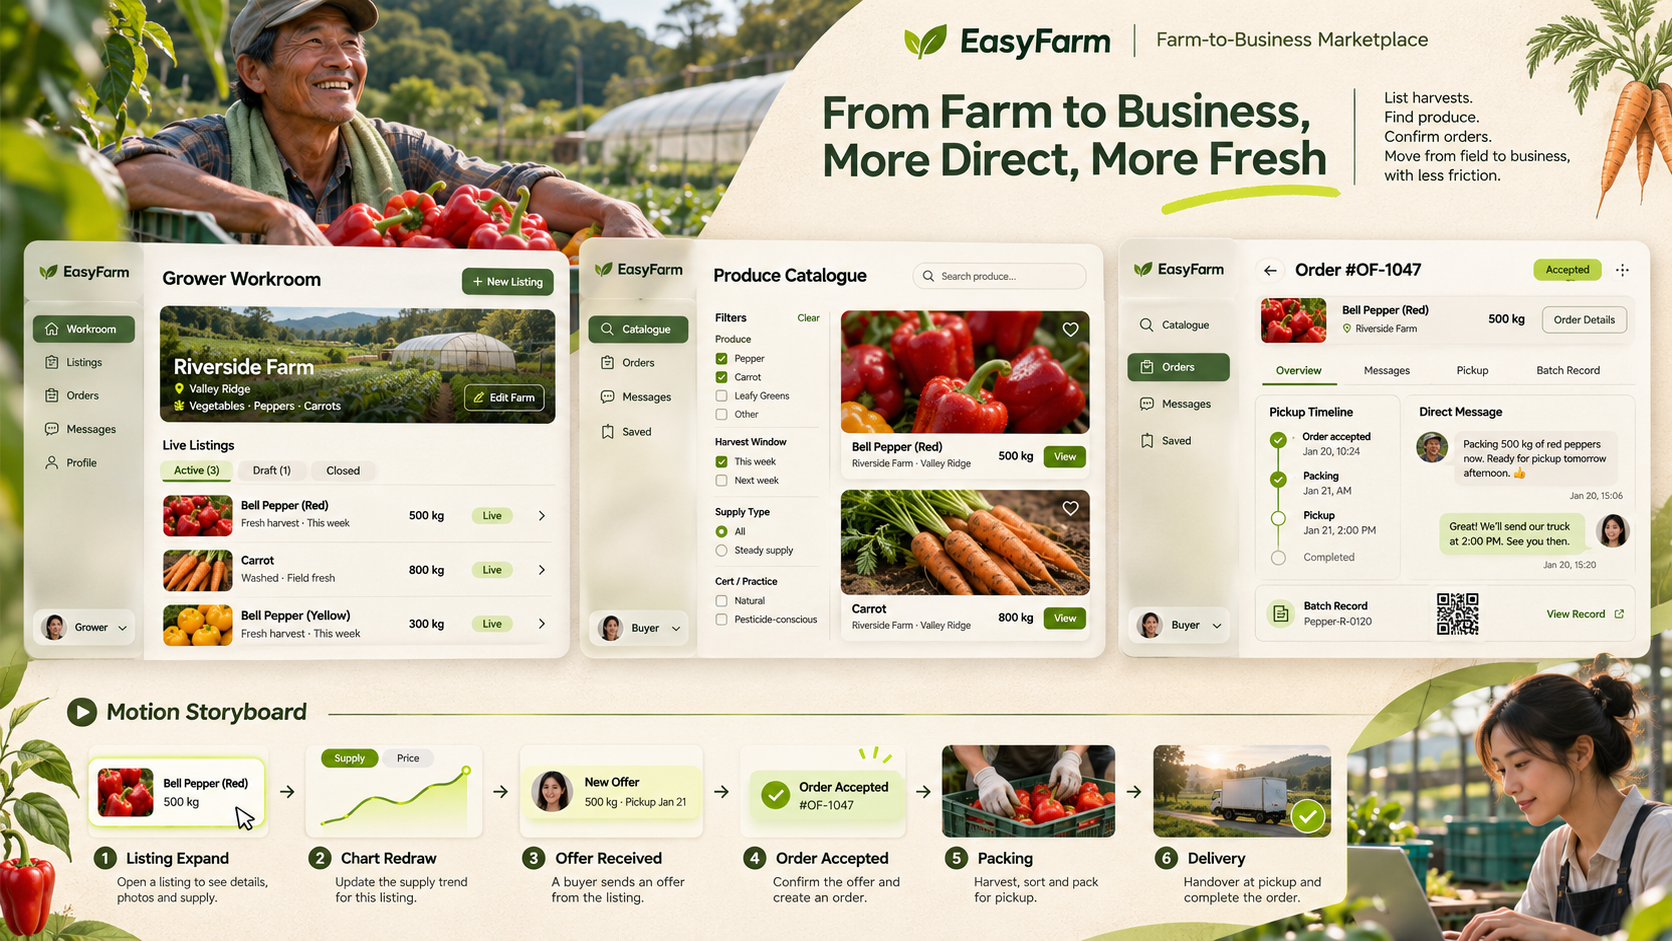 EasyFarm
Farm-to-Business Marketplace
From Farm to Business,
More Direct, More Fresh
List harvests.
Find produce.
Confirm orders.
Move from field to business,
with less friction.
EasyFarm
Workroom
Listings
Orders
Messages
Profile
Grower
Grower Workroom
+ New Listing
Riverside Farm
Valley Ridge
Vegetables · Peppers · Carrots
Edit Farm
Live Listings
Active (3)
Draft (1)
Closed
Bell Pepper (Red)
Fresh harvest · This week
500 kg
Live
Carrot
Washed · Field fresh
800 kg
Live
Bell Pepper (Yellow)
Fresh harvest · This week
300 kg
Live
EasyFarm
Catalogue
Orders
Messages
Saved
Buyer
Produce Catalogue
Search produce...
Filters
Clear
Produce
Pepper
Carrot
Leafy Greens
Other
Harvest Window
This week
Next week
Supply Type
All
Steady supply
Cert / Practice
Natural
Pesticide-conscious
Bell Pepper (Red)
Riverside Farm · Valley Ridge
500 kg
View
Carrot
Riverside Farm · Valley Ridge
800 kg
View
EasyFarm
Catalogue
Orders
Messages
Saved
Buyer
Order #OF-1047
Accepted
Bell Pepper (Red)
Riverside Farm
500 kg
Order Details
Overview
Messages
Pickup
Batch Record
Pickup Timeline
Order accepted
Jan 20, 10:24
Packing
Jan 21, AM
Pickup
Jan 21, 2:00 PM
Completed
Direct Message
Packing 500 kg of red peppers
now. Ready for pickup tomorrow
afternoon. 👍
Jan 20, 15:06
Great! We'll send our truck
at 2:00 PM. See you then.
Jan 20, 15:20
Batch Record
Pepper-R-0120
View Record
Motion Storyboard
Bell Pepper (Red)
500 kg
1 Listing Expand
Open a listing to see details,
photos and supply.
Supply
Price
2 Chart Redraw
Update the supply trend
for this listing.
New Offer
500 kg · Pickup Jan 21
3 Offer Received
A buyer sends an offer
from the listing.
Order Accepted
#OF-1047
4 Order Accepted
Confirm the offer and
create an order.
5 Packing
Harvest, sort and pack
for pickup.
6 Delivery
Handover at pickup and
complete the order.